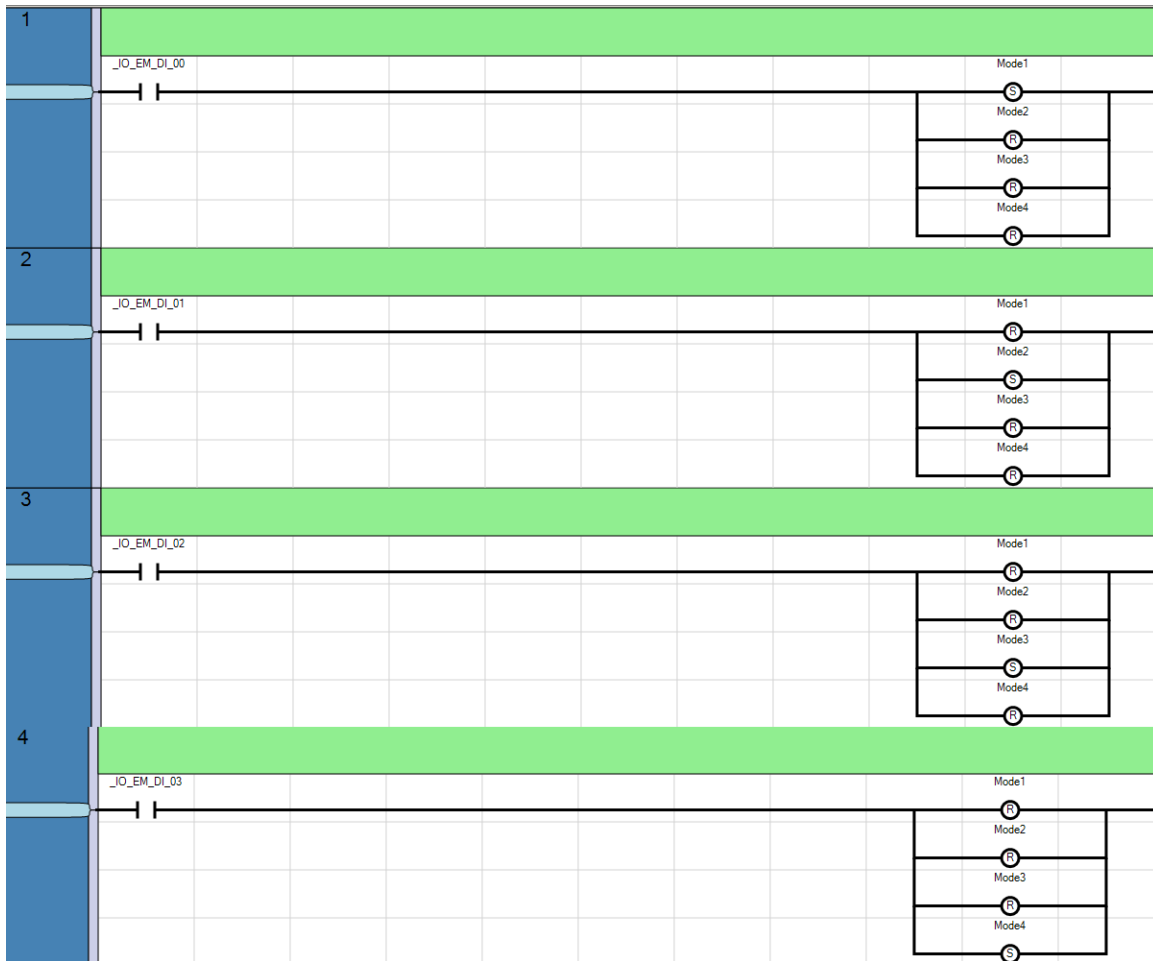 1
_IO_EM_DI_00
Mode1
S
Mode2
R
Mode3
R
Mode4
R
2
_IO_EM_DI_01
Mode1
R
Mode2
S
Mode3
R
Mode4
R
3
_IO_EM_DI_02
Mode1
R
Mode2
R
Mode3
S
Mode4
R
4
_IO_EM_DI_03
Mode1
R
Mode2
R
Mode3
R
Mode4
S